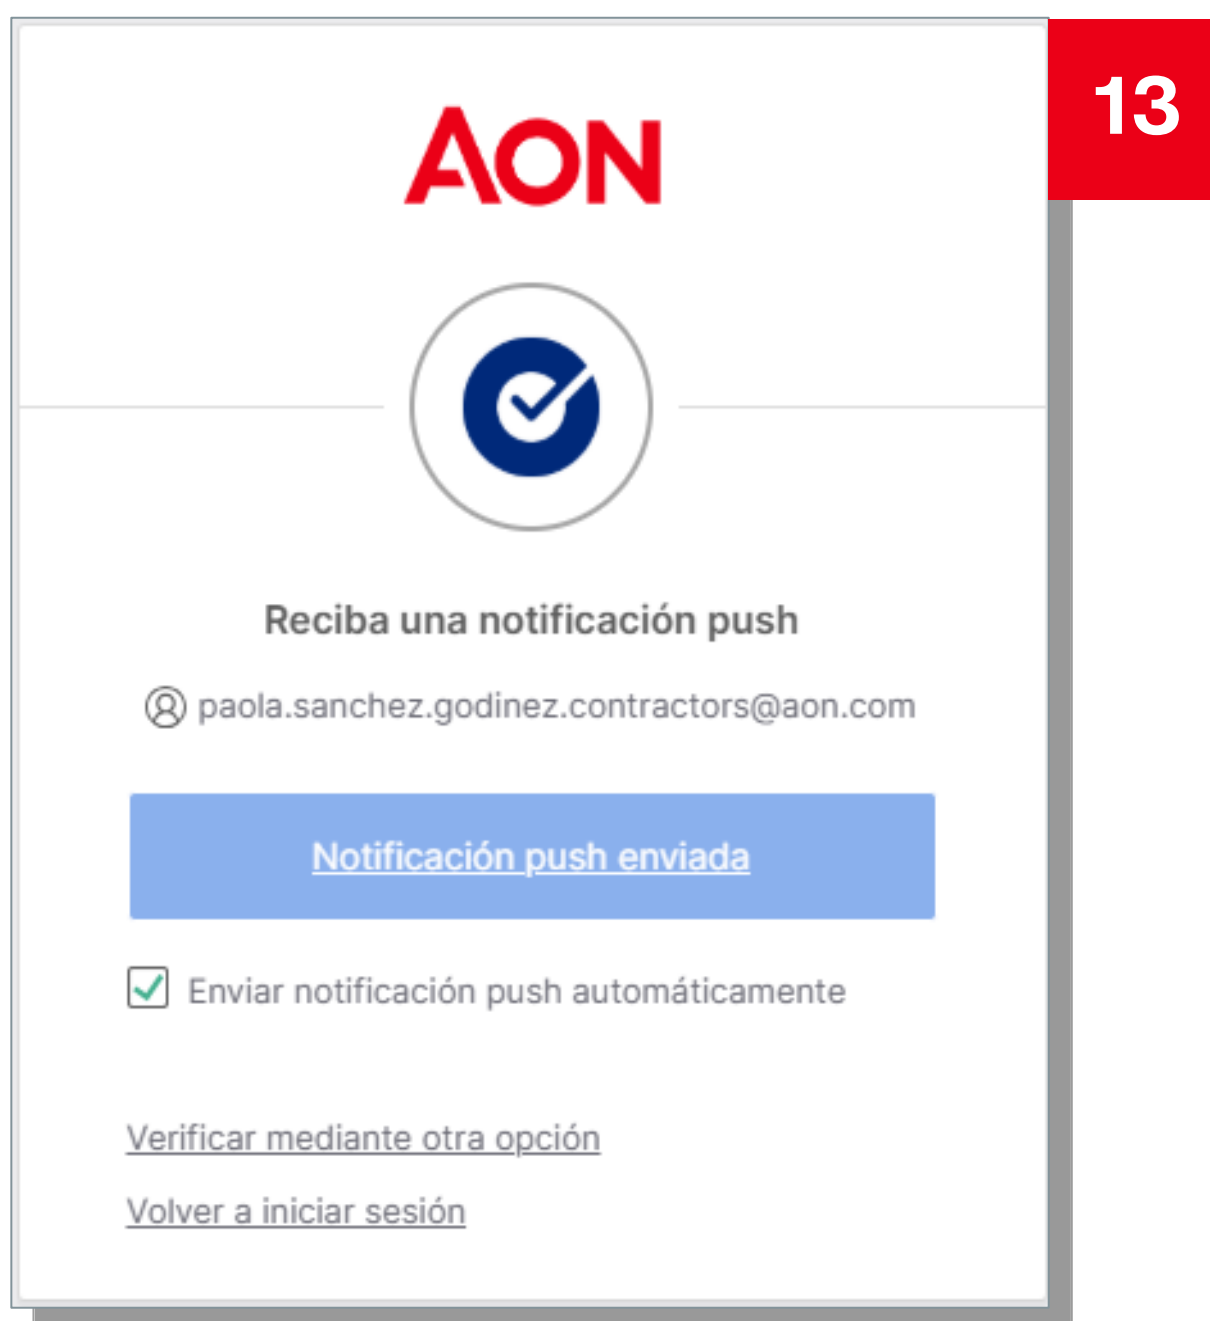 AON
13
Reciba una notificación push
paola.sanchez.godinez.contractors@aon.com
Notificación push enviada
Enviar notificación push automáticamente
Verificar mediante otra opción
Volver a iniciar sesión